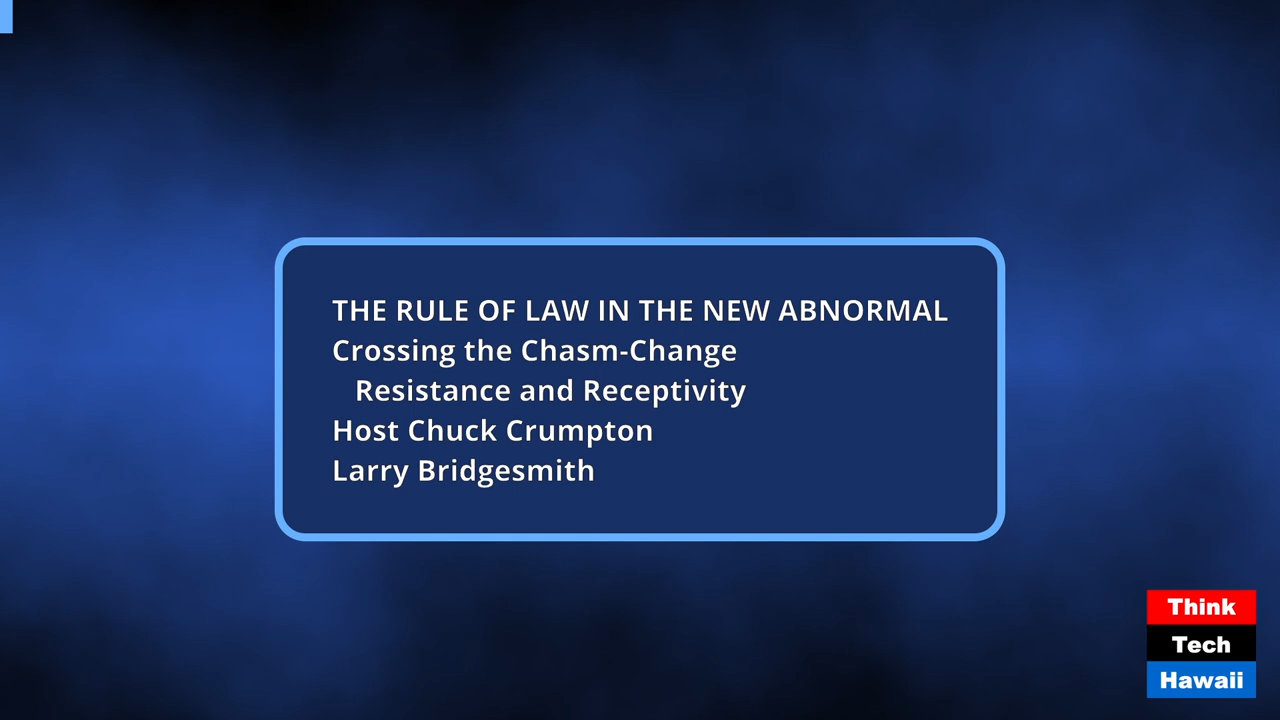 THE RULE OF LAW IN THE NEW ABNORMAL
Crossing the Chasm-Change
Resistance and Receptivity
Host Chuck Crumpton
Larry Bridgesmith
Think
Tech
Hawaii